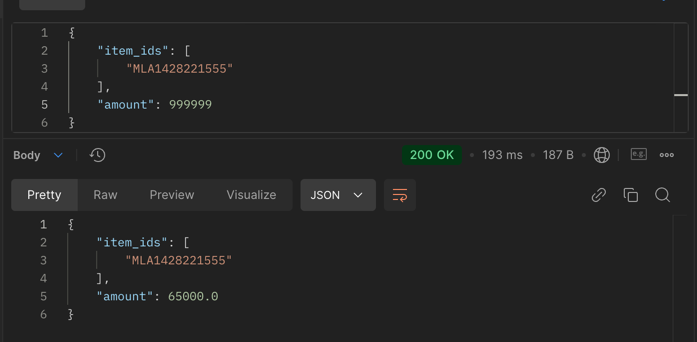 1 {
2 "item_ids": [
3 "MLA1428221555"
4 ],
5 "amount": 999999
6 }
Body 200 OK • 193 ms • 187 B • e.g. •••
Pretty Raw Preview Visualize JSON
1 {
2 "item_ids": [
3 "MLA1428221555"
4 ],
5 "amount": 65000.0
6 }